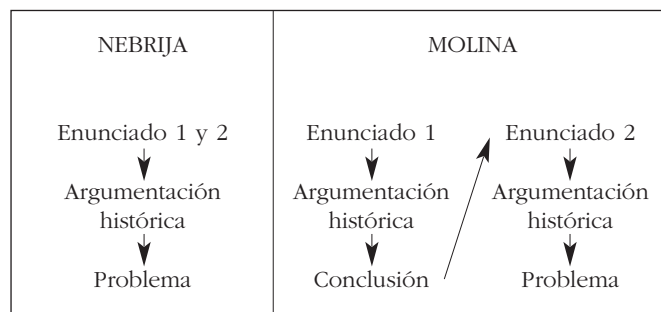 NEBRIJA
Enunciado 1 y 2
Argumentación
histórica
Problema
MOLINA
Enunciado 1
Argumentación
histórica
Conclusión
Enunciado 2
Argumentación
histórica
Problema